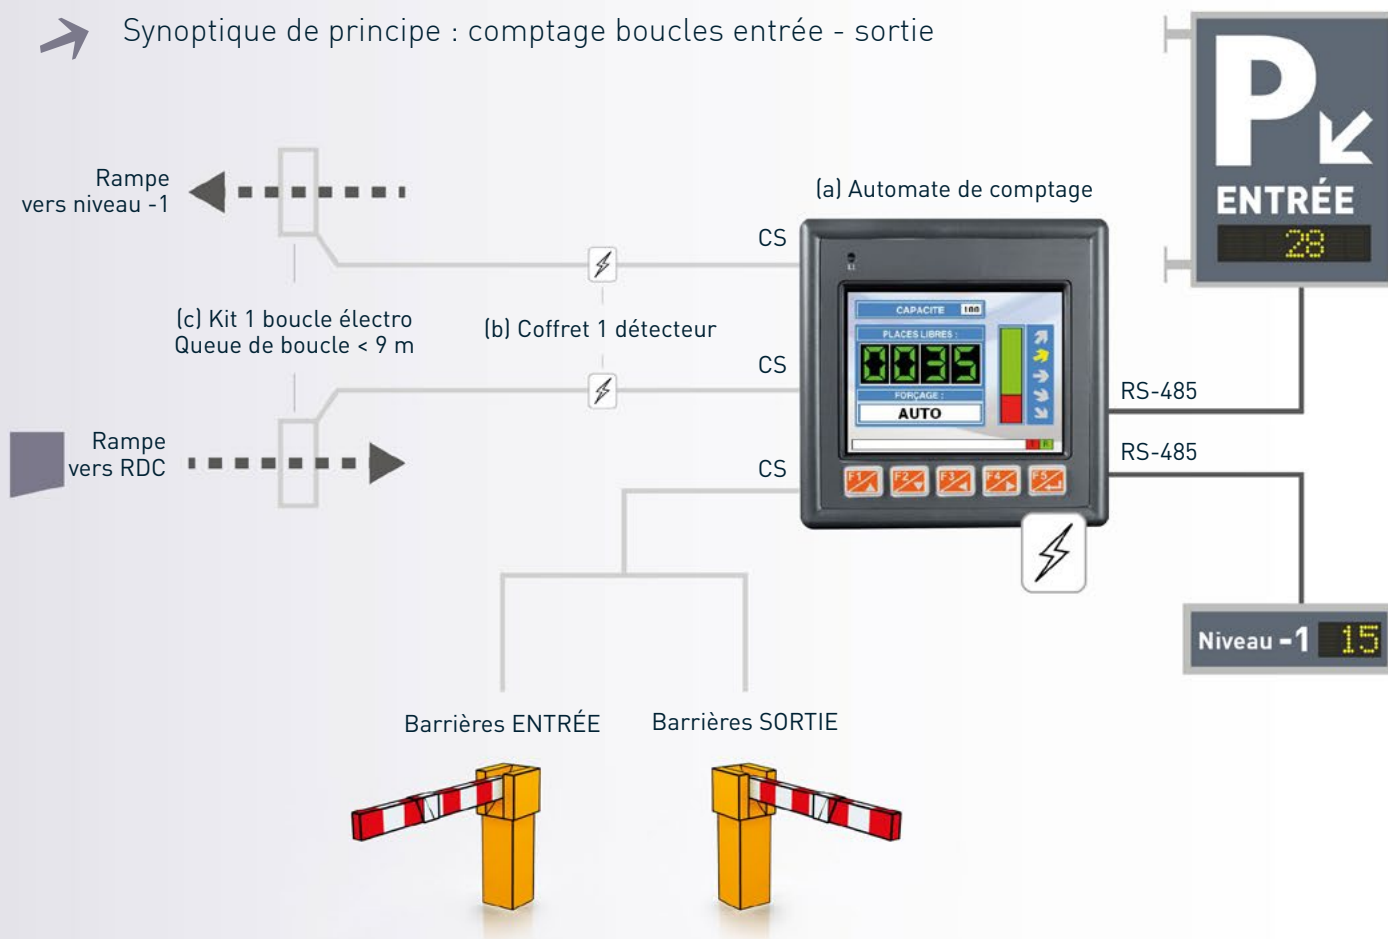 Synoptique de principe : comptage boucles entrée - sortie
P
ENTRÉE
28
Rampe
vers niveau -1
(a) Automate de comptage
CS
(c) Kit 1 boucle électro
Queue de boucle < 9 m
(b) Coffret 1 détecteur
CS
CAPACITE 100
PLACES LIBRES :
0035
FORÇAGE :
AUTO
RS-485
Rampe
vers RDC
CS
RS-485
F1 F2 F3 F4 F5
Niveau -1 15
Barrières ENTRÉE
Barrières SORTIE